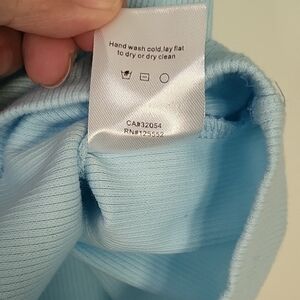 Hand wash cold, lay flat
to dry or dry clean
CA#32054
RN#125552